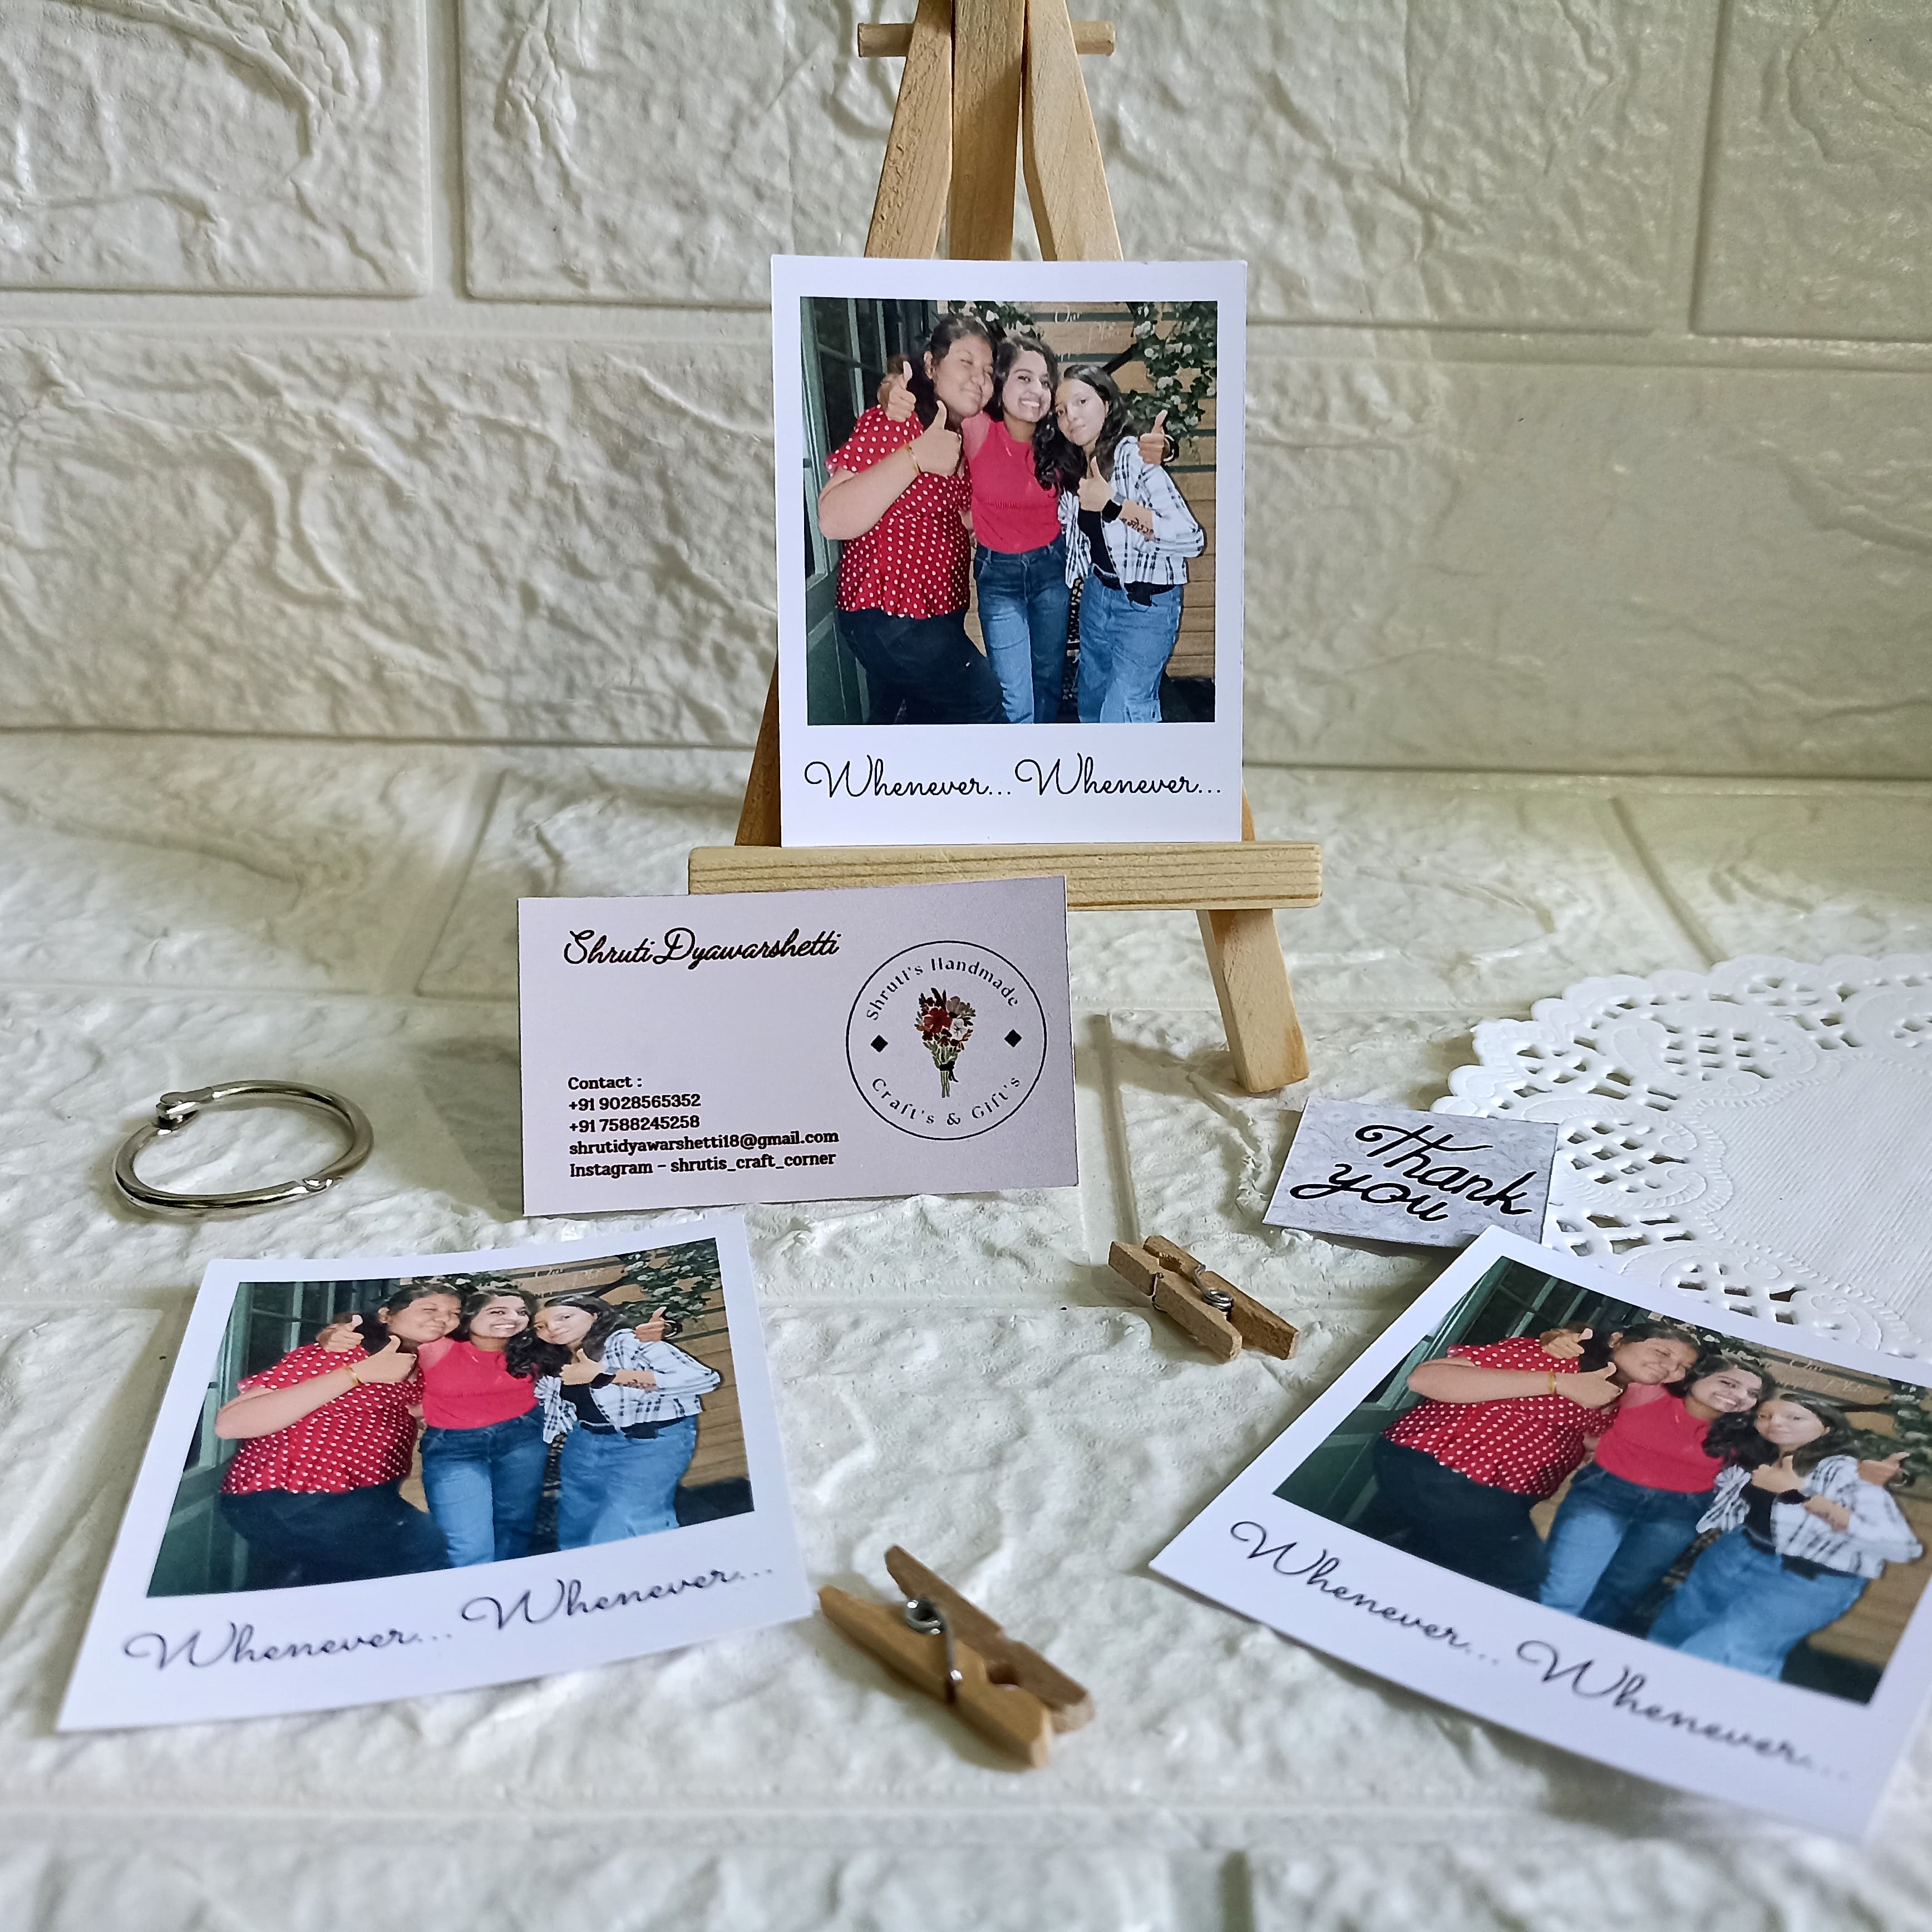 Whenever... Whenever...
Shruti Dyawarshetti
Shruti's Handmade
Craft's & Gift's
Contact :
+91 9028565352
+91 7588245258
shrutidyawarshetti18@gmail.com
Instagram - shrutis_craft_corner
Thank
you
Whenever... Whenever...
Whenever... Whenever...